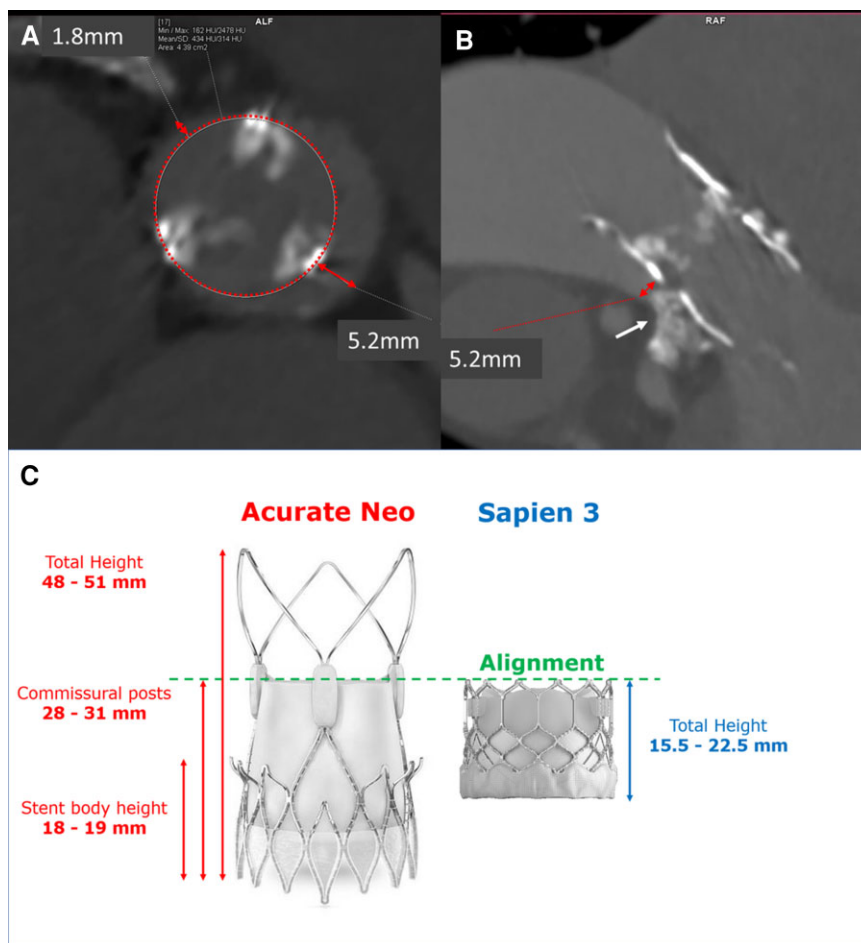 A
1.8mm
[17]
Min / Max: 162 HU/2478 HU
Mean/SD: 434 HU/314 HU
Area: 4.39 cm2
ALF
5.2mm
B
RAF
5.2mm
C
Acurate Neo
Sapien 3
Total Height
48 - 51 mm
Alignment
Commissural posts
28 - 31 mm
Total Height
15.5 - 22.5 mm
Stent body height
18 - 19 mm